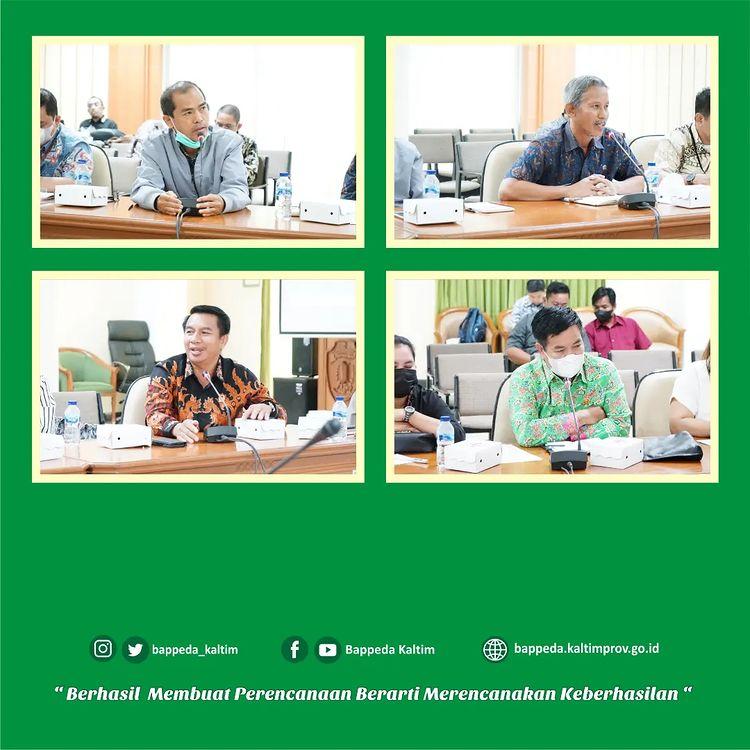 bappeda_kaltim
Bappeda Kaltim
bappeda.kaltimprov.go.id
“ Berhasil Membuat Perencanaan Berarti Merencanakan Keberhasilan “